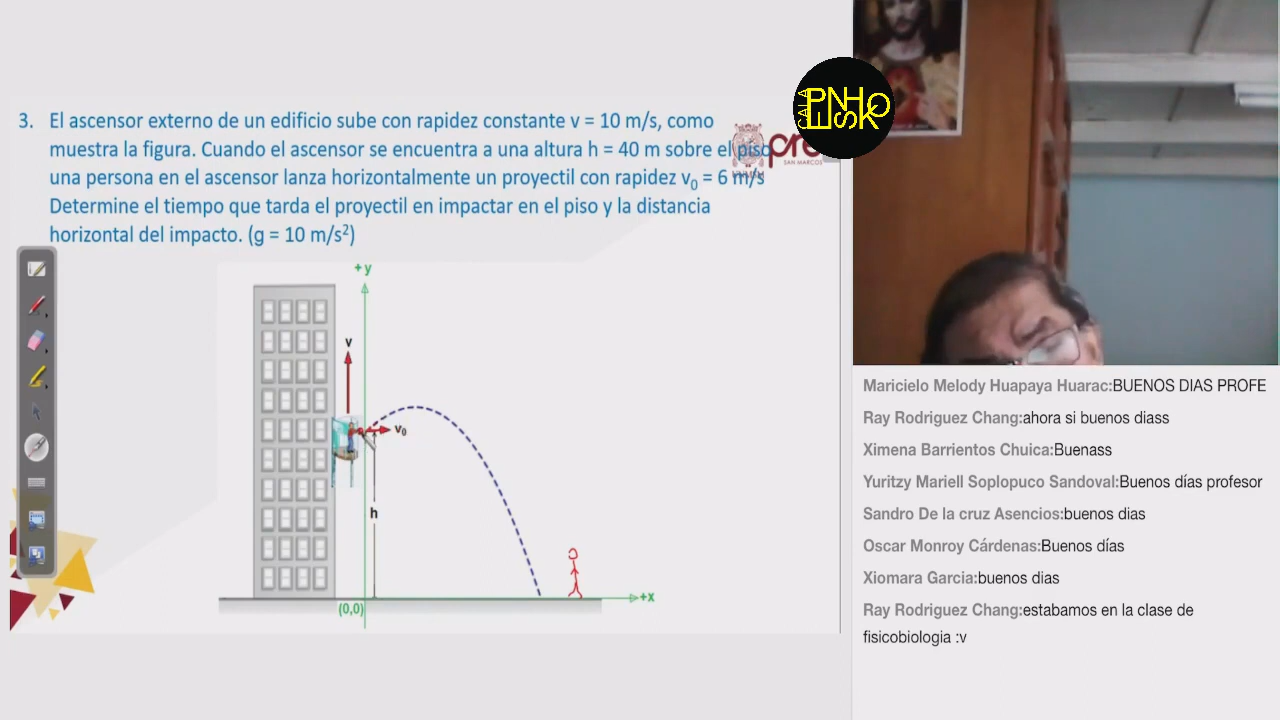 3. El ascensor externo de un edificio sube con rapidez constante v = 10 m/s, como
muestra la figura. Cuando el ascensor se encuentra a una altura h = 40 m sobre el piso
una persona en el ascensor lanza horizontalmente un proyectil con rapidez v₀ = 6 m/s
Determine el tiempo que tarda el proyectil en impactar en el piso y la distancia
horizontal del impacto. (g = 10 m/s²)
pre
SAN MARCOS
CALA
PENSHKO
+y
v
v₀
h
(0,0)
+x
Maricielo Melody Huapaya Huarac:BUENOS DIAS PROFE
Ray Rodriguez Chang:ahora si buenos diass
Ximena Barrientos Chuica:Buenass
Yuritzy Mariell Soplopuco Sandoval:Buenos días profesor
Sandro De la cruz Asencios:buenos dias
Oscar Monroy Cárdenas:Buenos días
Xiomara Garcia:buenos dias
Ray Rodriguez Chang:estabamos en la clase de
fisicobiologia :v